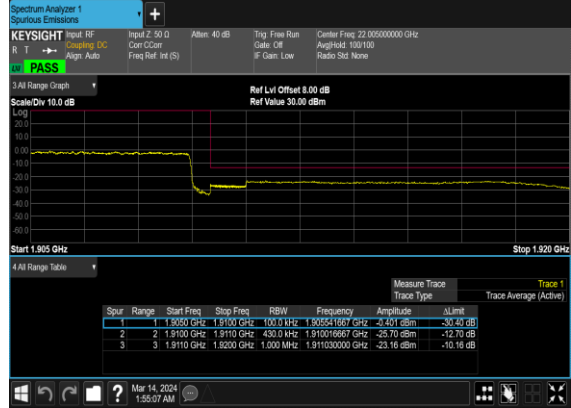 Spectrum Analyzer 1
Spurious Emissions
+
KEYSIGHT Input: RF Input Z: 50 Ω Atten: 40 dB Trig: Free Run Center Freq: 22.005000000 GHz
R T Coupling: DC Corr CCorr Gate: Off Avg|Hold: 100/100
Align: Auto Freq Ref: Int (S) IF Gain: Low Radio Std: None
LW PASS
3 All Range Graph
Ref Lvl Offset 8.00 dB
Scale/Div 10.0 dB Ref Value 30.00 dBm
Log
20.0
10.0
0.00
-10.0
-20.0
-30.0
-40.0
-50.0
-60.0
Start 1.905 GHz Stop 1.920 GHz
4 All Range Table
Measure Trace Trace 1
Trace Type Trace Average (Active)
Spur Range Start Freq Stop Freq RBW Frequency Amplitude ΔLimit
1 1 1.9050 GHz 1.9100 GHz 100.0 kHz 1.905541667 GHz -0.401 dBm -30.40 dB
2 2 1.9100 GHz 1.9110 GHz 430.0 kHz 1.910016667 GHz -25.70 dBm -12.70 dB
3 3 1.9110 GHz 1.9200 GHz 1.000 MHz 1.911030000 GHz -23.16 dBm -10.16 dB
? Mar 14, 2024
1:55:07 AM